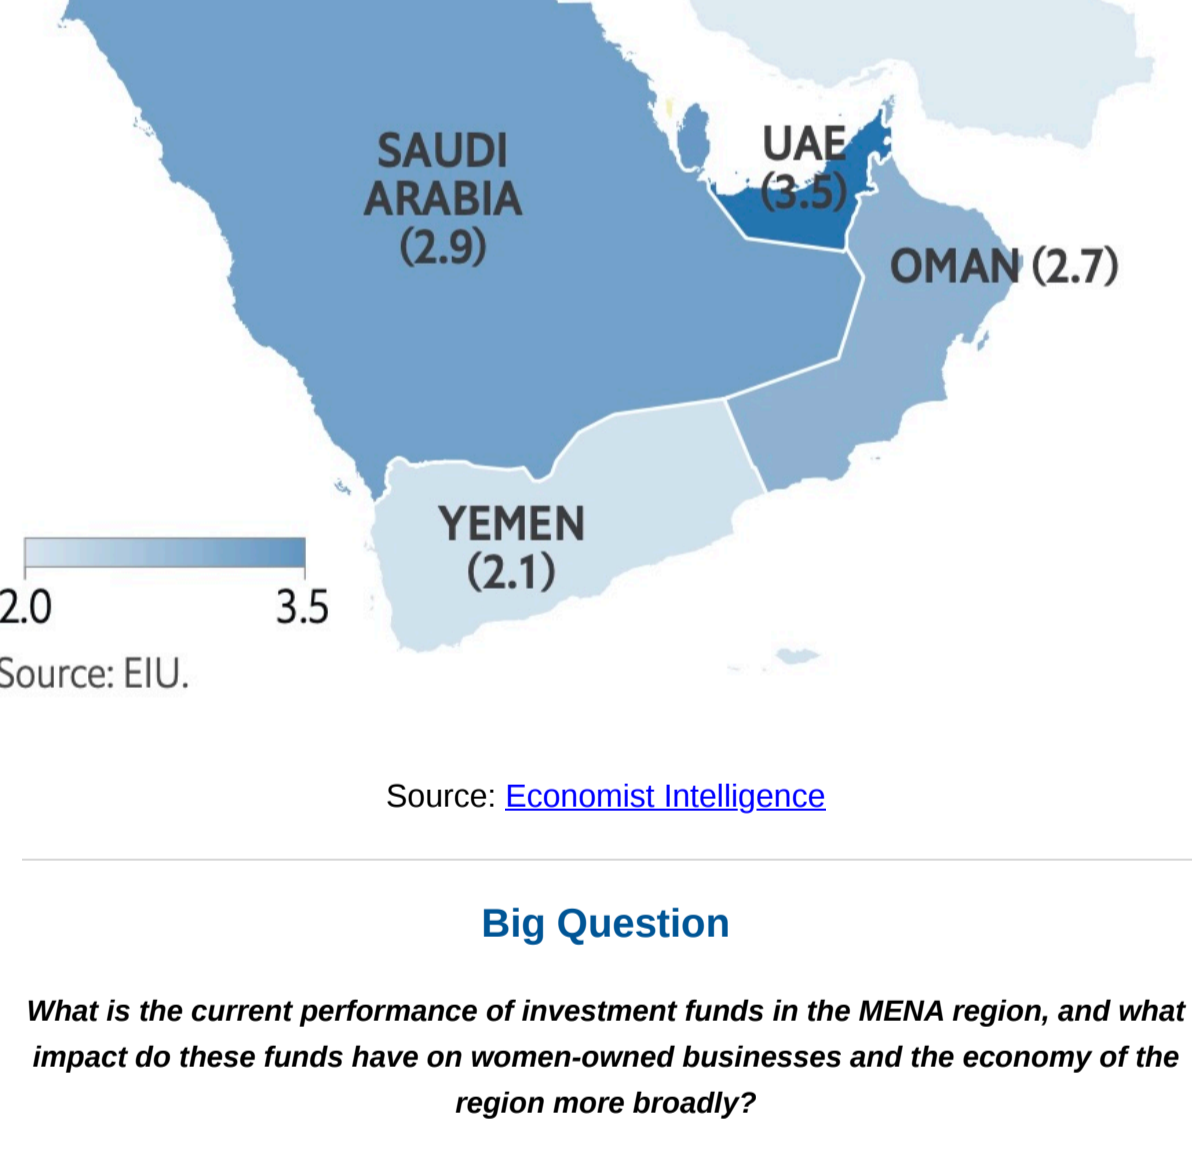 SAUDI
ARABIA
(2.9)
UAE
(3.5)
OMAN (2.7)
YEMEN
(2.1)
2.0 3.5
Source: EIU.
Source: Economist Intelligence
Big Question
What is the current performance of investment funds in the MENA region, and what
impact do these funds have on women-owned businesses and the economy of the
region more broadly?